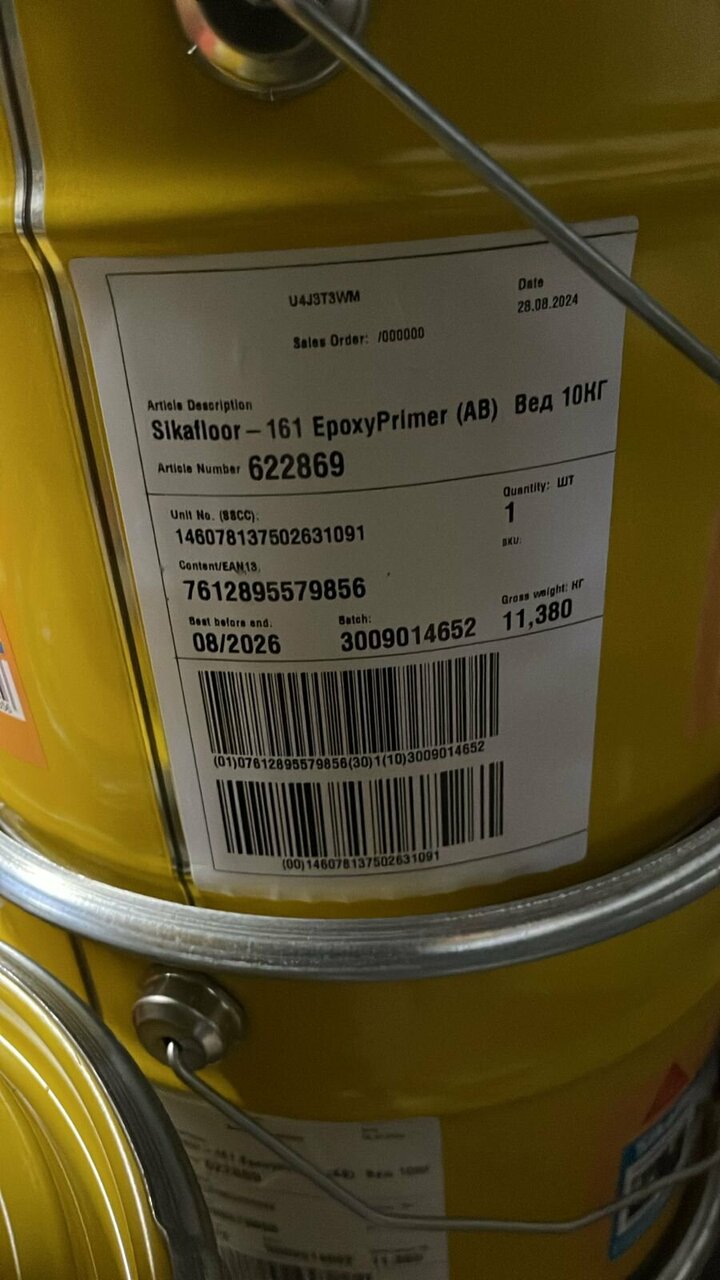 U4J3T3WM
Date
28.08.2024
Sales Order: /000000
Article Description
Sikafloor – 161 EpoxyPrimer (AB) Вед 10КГ
Article Number 622869
Unit No. (SSCC):
146078137502631091
Quantity: ШТ
1
SKU:
Content/EAN13.
7612895579856
Best before end.
08/2026
Batch:
3009014652
Gross weight: КГ
11,380
(01)07612895579856(30)1(10)3009014652
(00)146078137502631091